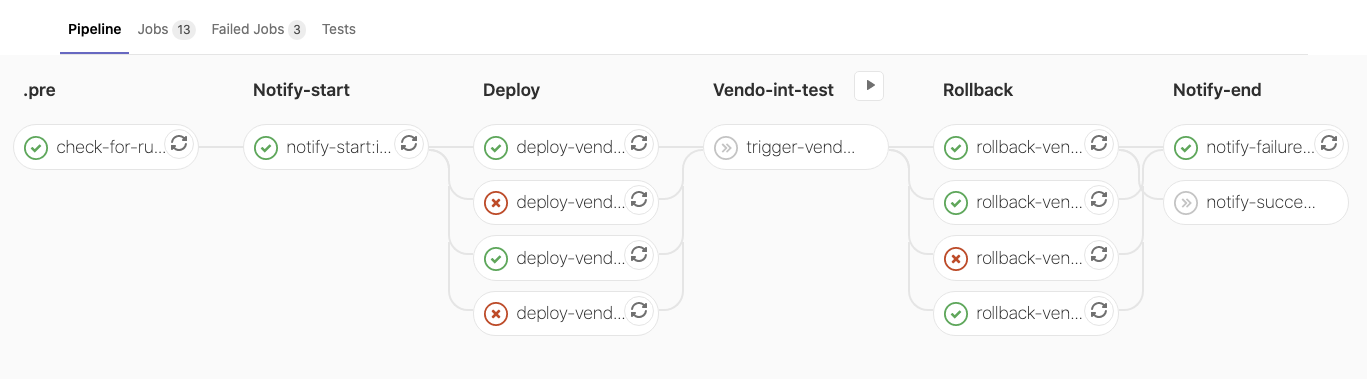 Pipeline Jobs 13 Failed Jobs 3 Tests
.pre Notify-start Deploy Vendo-int-test Rollback Notify-end
check-for-ru... notify-start:i... deploy-vend... trigger-vend... rollback-ven... notify-failure...
deploy-vend... rollback-ven... notify-succe...
deploy-vend... rollback-ven...
deploy-vend... rollback-ven...